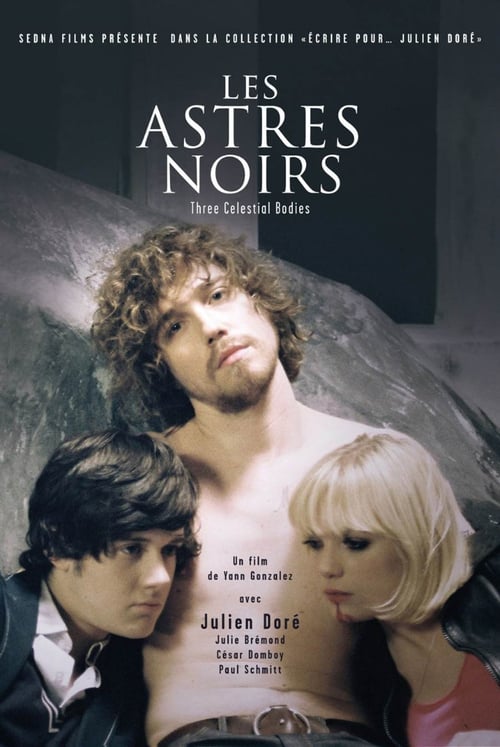 SEDNA FILMS PRÉSENTE DANS LA COLLECTION «ÉCRIRE POUR... JULIEN DORÉ»
LES
ASTRES
NOIRS
Three Celestial Bodies
Un film
de Yann Gonzalez
avec
Julien Doré
Julie Brémond
César Domboy
Paul Schmitt